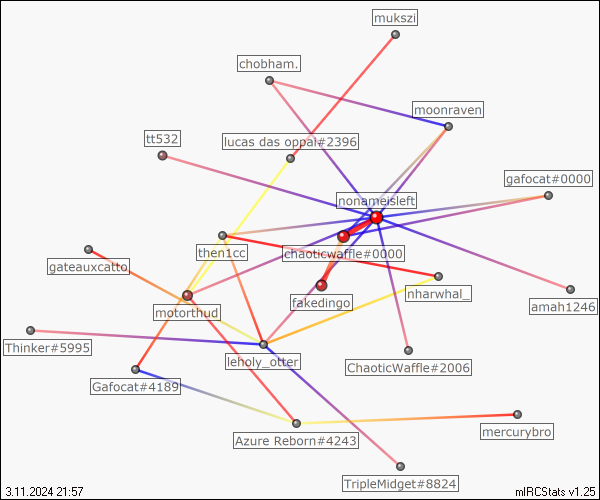 mukszi
chobham.
moonraven
tt532
lucas das oppai#2396
gafocat#0000
nonameisleft
then1cc
chaoticwaffle#0000
gateauxcatto
nharwhal_
fakedingo
amah1246
motorthud
Thinker#5995
leholy_otter
ChaoticWaffle#2006
Gafocat#4189
Azure Reborn#4243
mercurybro
TripleMidget#8824
3.11.2024 21:57
mIRCStats v1.25